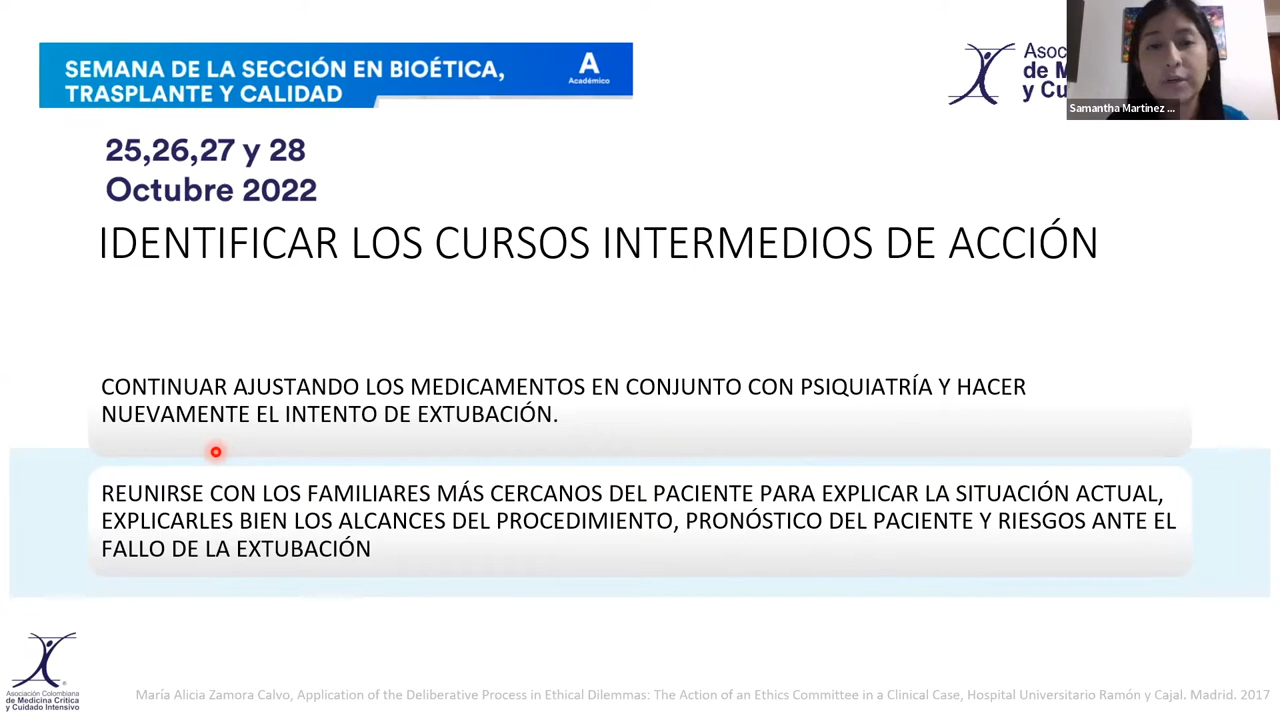 SEMANA DE LA SECCIÓN EN BIOÉTICA,
TRASPLANTE Y CALIDAD
A
Académico
Asoc
de M
y Cu
Samantha Martinez ...
25,26,27 y 28
Octubre 2022
IDENTIFICAR LOS CURSOS INTERMEDIOS DE ACCIÓN
CONTINUAR AJUSTANDO LOS MEDICAMENTOS EN CONJUNTO CON PSIQUIATRÍA Y HACER
NUEVAMENTE EL INTENTO DE EXTUBACIÓN.
REUNIRSE CON LOS FAMILIARES MÁS CERCANOS DEL PACIENTE PARA EXPLICAR LA SITUACIÓN ACTUAL,
EXPLICARLES BIEN LOS ALCANCES DEL PROCEDIMIENTO, PRONÓSTICO DEL PACIENTE Y RIESGOS ANTE EL
FALLO DE LA EXTUBACIÓN
Asociación Colombiana
de Medicina Crítica
y Cuidado Intensivo
María Alicia Zamora Calvo, Application of the Deliberative Process in Ethical Dilemmas: The Action of an Ethics Committee in a Clinical Case, Hospital Universitario Ramón y Cajal. Madrid. 2017